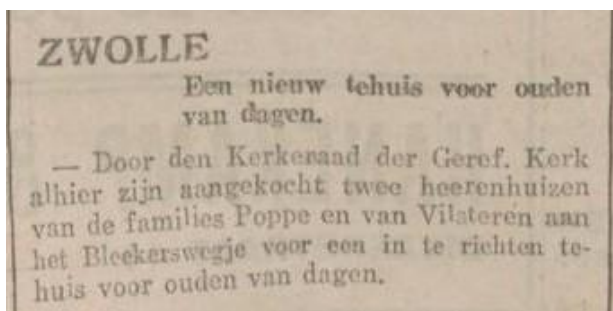 ZWOLLE
Een nieuw tehuis voor ouden
van dagen.
— Door den Kerkeraad der Geref. Kerk
alhier zijn aangekocht twee heerenhuizen
van de families Poppe en van Vilsteren aan
het Bleekerswegje voor een in te richten te-
huis voor ouden van dagen.